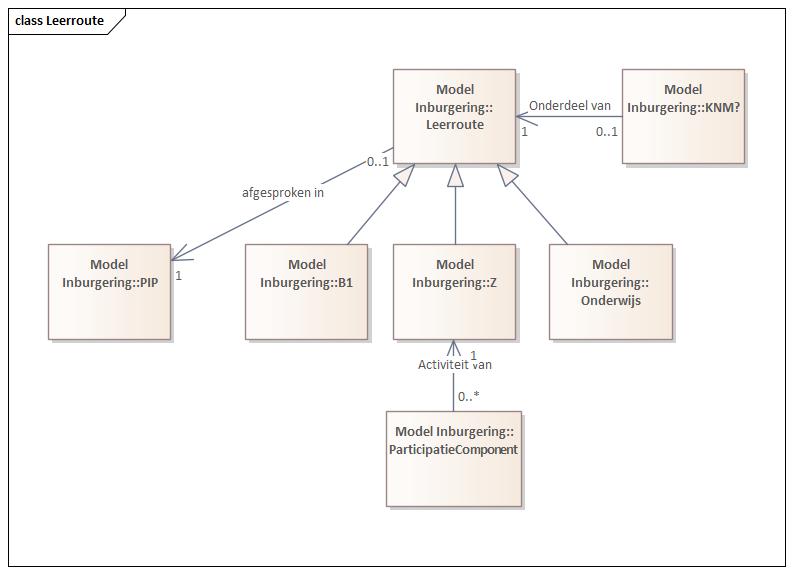 class Leerroute
Model
Inburgering::
Leerroute
Model
Inburgering::KNM?
Onderdeel van
1
0..1
0..1
afgesproken in
1
Model
Inburgering::PIP
Model
Inburgering::B1
Model
Inburgering::Z
Model
Inburgering::
Onderwijs
1
Activiteit van
0..*
Model Inburgering::
ParticipatieComponent